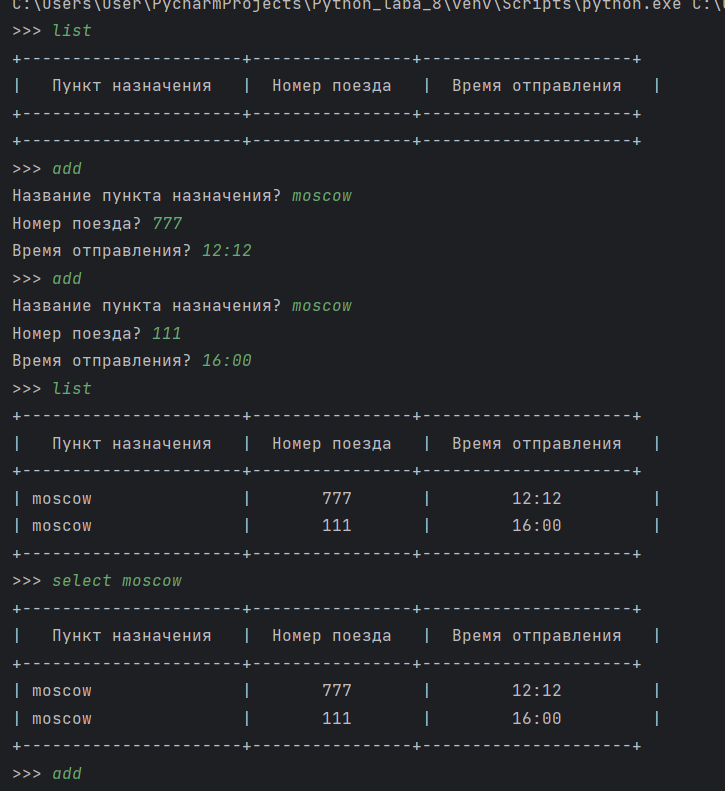 C:\Users\User\PycharmProjects\Python_laba_8\venv\Scripts\python.exe C:\
>>> list
+----------------------+----------------+---------------------+
|   Пункт назначения   |  Номер поезда   |  Время отправления   |
+----------------------+----------------+---------------------+
+----------------------+----------------+---------------------+
>>> add
Название пункта назначения? moscow
Номер поезда? 777
Время отправления? 12:12
>>> add
Название пункта назначения? moscow
Номер поезда? 111
Время отправления? 16:00
>>> list
+----------------------+----------------+---------------------+
|   Пункт назначения   |  Номер поезда   |  Время отправления   |
+----------------------+----------------+---------------------+
| moscow               |       777       |        12:12         |
| moscow               |       111       |        16:00         |
+----------------------+----------------+---------------------+
>>> select moscow
+----------------------+----------------+---------------------+
|   Пункт назначения   |  Номер поезда   |  Время отправления   |
+----------------------+----------------+---------------------+
| moscow               |       777       |        12:12         |
| moscow               |       111       |        16:00         |
+----------------------+----------------+---------------------+
>>> add